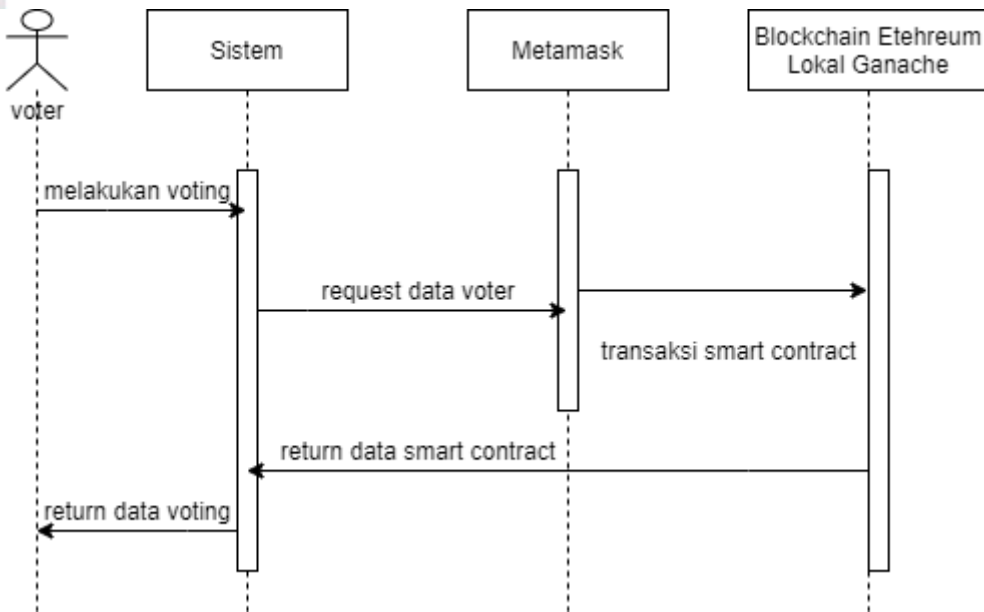 voter
Sistem
Metamask
Blockchain Etehreum
Lokal Ganache
melakukan voting
request data voter
transaksi smart contract
return data smart contract
return data voting